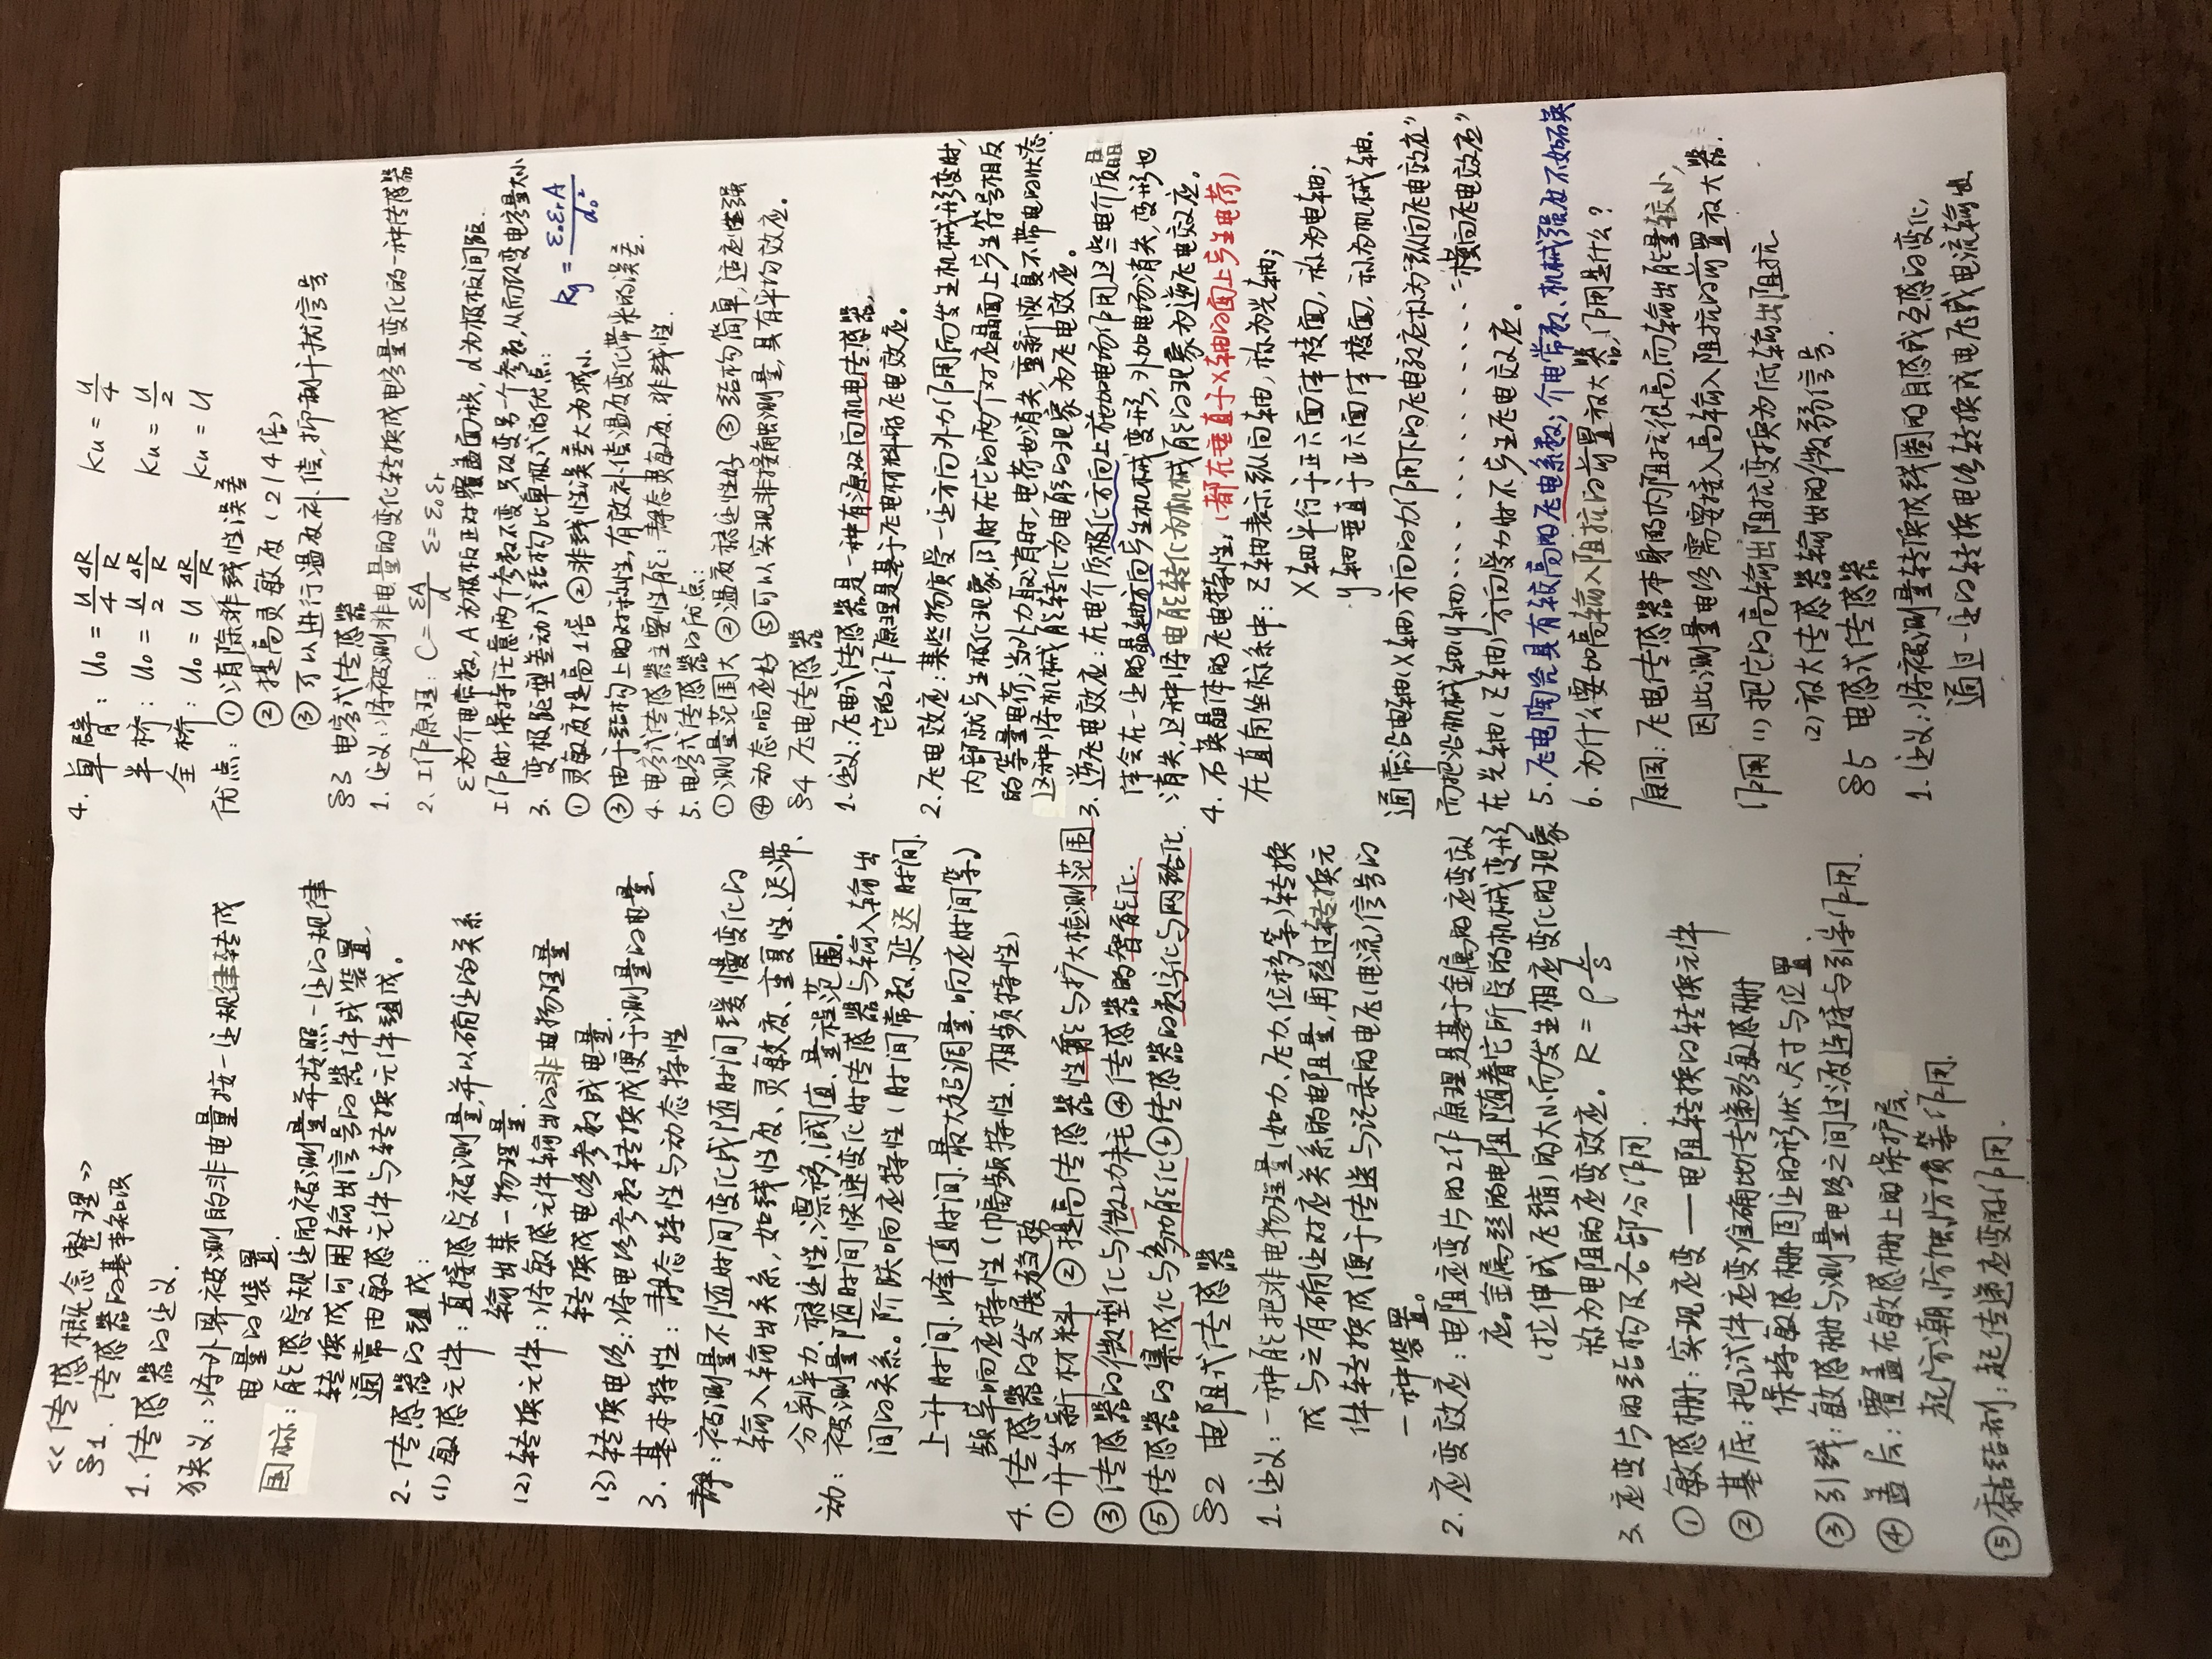 《传感概念整理》
§1. 传感器的基本知识
1. 传感器的定义.
狭义: 将外界被测的非电量按一定规律转成
电量的装置.
国标: 能感受规定的被测量并按照一定的规律
转换成可用输出信号的器件或装置,
通常由敏感元件与转换元件组成。
2. 传感器的组成:
(1) 敏感元件: 直接感受被测量,并以确定的关系
输出某一物理量.
(2) 转换元件: 将敏感元件输出的非电物理量
转换成电路参数或电量.
(3) 转换电路: 将电路参数转换成便于测量的电量.
3. 基本特性: 静态特性与动态特性
静: 被测量不随时间变化或随时间缓慢变化的
输入输出关系, 如线性度、灵敏度、重复性、迟滞、
分辨率力、稳定性、漂移、阈值、量程范围.
动: 被测量随时间快速变化时传感器与输入输出
间的关系。阶跃响应特性(时间常数、延迟时间、
上升时间、峰值时间、最大超调量、响应时间等)
频率响应特性(幅频特性、相频特性)
4. 传感器的发展趋势
① 开发新材料 ② 提高传感器性能与扩大检测范围
③ 传感器的微型化与微功耗 ④ 传感器的智能化.
⑤ 传感器的集成化与多功能化 ⑥ 传感器的数字化与网络化.
§2 电阻式传感器
1. 定义: 一种能把非电物理量(如力、压力、位移等)转换
成与之有确定对应关系的电阻量,再经过转换元
件转换成便于传送与记录的电压(电流)信号的
一种装置。
2. 应变效应: 电阻应变片的工作原理是基于金属的应变效
应。金属丝的电阻随着它所受的机械变形
(拉伸或压缩)的大小而发生相应变化的现象
称为电阻的应变效应。 R = ρ L/S
3. 应变片的结构及各部分作用.
① 敏感栅: 实现应变——电阻转换的转换元件
② 基底: 把试件应变准确地传递给敏感栅
保持敏感栅固定的形状、尺寸与位置.
③ 引线: 敏感栅与测量电路之间过渡连接与引导作用.
④ 盖层: 覆盖在敏感栅上的保护层,
起防潮、防蚀、防损等作用.
⑤ 黏结剂: 起传递应变的作用.
4. 单臂: U₀ = U/4 ΔR/R Ku = U/4
半桥: U₀ = U/2 ΔR/R Ku = U/2
全桥: U₀ = U ΔR/R Ku = U
优点: ① 消除非线性误差
② 提高灵敏度(2/4倍)
③ 可以进行温度补偿,抑制干扰信号
§3 电容式传感器
1. 定义: 将被测非电量的变化转换成电容量变化的一种传感器
2. 工作原理: C = εA/d ε=ε₀εr
ε为介电常数, A为极板正对覆盖面积, d为极板间距.
工作时,保持任意两个参数不变,只改变另一个参数,从而改变电容量大小
3. 变极距型差动式结构比单极式的优点:
① 灵敏度提高1倍 ② 非线性误差大为减小 Kg = ε₀εrA/d₀²
③ 由于结构上的对称性, 有效补偿温度变化带来的误差.
4. 电容式传感器主要性能: 静态灵敏度、非线性.
5. 电容式传感器的优点:
① 测量范围大 ② 温度稳定性好 ③ 结构简单,适应性强
④ 动态响应好 ⑤ 可以实现非接触测量,具有平均效应。
§4 压电传感器
1. 定义: 压电式传感器是一种有源双向机电传感器,
它的工作原理是基于压电材料的压电效应。
2. 压电效应: 某些物质受一定方向外力作用而发生机械形变时,
内部就产生极化现象,同时在它的两个对应晶面上产生符号相反
的等量电荷; 当外力取消时, 电荷也消失, 重新恢复不带电的状态.
这种将机械能转化为电能的现象为压电效应。
3. 逆压电效应: 在电介质极化方向上施加电场作用这些电介质晶
体会在一定的晶轴方向产生机械变形, 外加电场消失, 变形也
消失, 这种将电能转化为机械能的现象为逆压电效应。
4. 石英晶体的压电特性: (都在垂直于X轴的面上产生电荷)
在直角坐标系中: Z轴表示纵向轴, 称为光轴;
X轴平行于正六面体棱面, 称为电轴;
y轴垂直于正六面体棱面, 称为机械轴.
通常沿电轴(X轴)方向的力作用下的压电效应称为“纵向压电效应”
而把沿机械轴(y轴)·············“横向压电效应”
在光轴(Z轴)方向受力时不产生压电效应。
5. 压电陶瓷具有较高的压电系数; 介电常数、机械强度不如石英
6. 为什么要加高输入阻抗的前置放大器,作用是什么?
原因: 压电传感器本身的内阻抗很高,而输出能量较小,
因此测量电路需要接入高输入阻抗的前置放大器.
作用 (1) 把它的高输出阻抗变换为低输出阻抗
(2) 放大传感器输出的微弱信号.
§5 电感式传感器
1. 定义: 将被测量转换成线圈的自感或互感的变化,
通过一定的转换电路转换成电压或电流输出